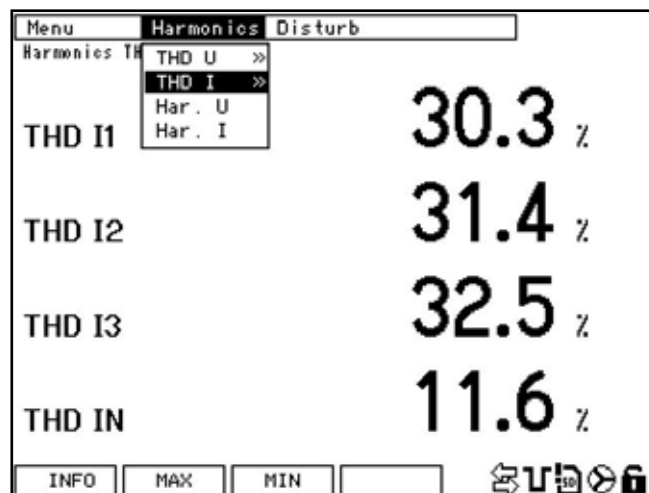 Menu Harmonics Disturb
Harmonics TH
THD U »
THD I »
Har. U
Har. I
THD I1 30.3 %
THD I2 31.4 %
THD I3 32.5 %
THD IN 11.6 %
INFO MAX MIN